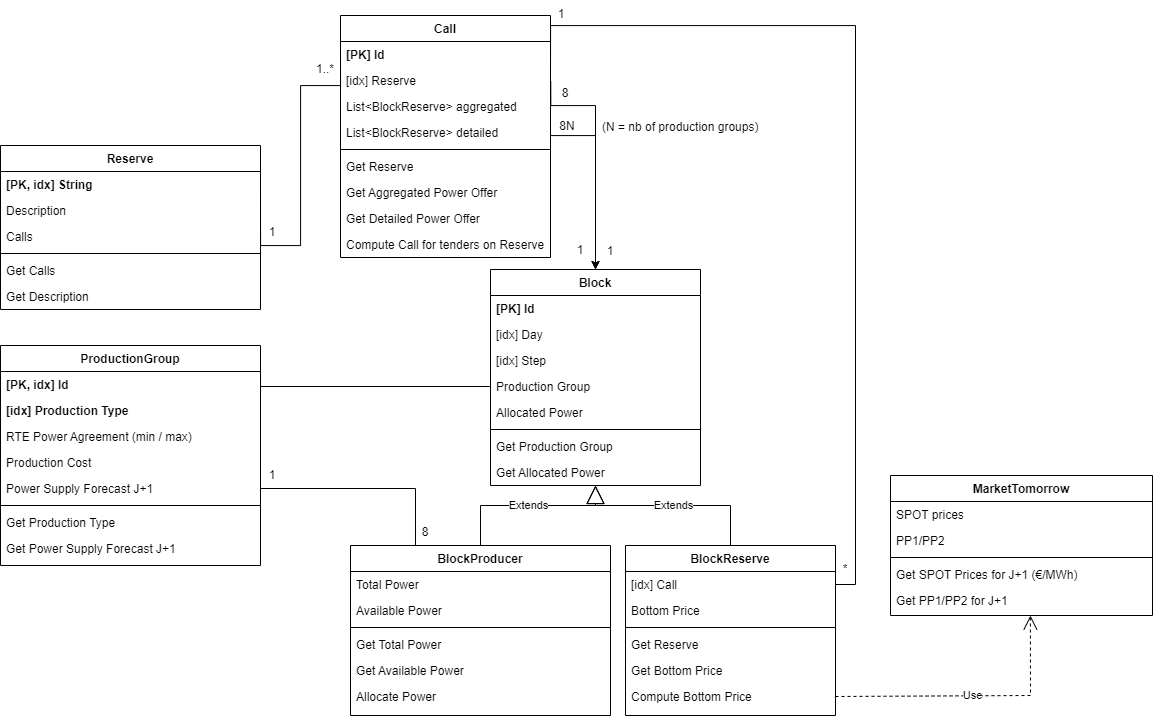 1
Call
[PK] Id
[idx] Reserve
List<BlockReserve> aggregated
List<BlockReserve> detailed
Get Reserve
Get Aggregated Power Offer
Get Detailed Power Offer
Compute Call for tenders on Reserve
1..*
8
8N
(N = nb of production groups)
Reserve
[PK, idx] String
Description
Calls
Get Calls
Get Description
1
1
1
Block
[PK] Id
[idx] Day
[idx] Step
Production Group
Allocated Power
Get Production Group
Get Allocated Power
ProductionGroup
[PK, idx] Id
[idx] Production Type
RTE Power Agreement (min / max)
Production Cost
Power Supply Forecast J+1
Get Production Type
Get Power Supply Forecast J+1
1
8
Extends
Extends
BlockProducer
Total Power
Available Power
Get Total Power
Get Available Power
Allocate Power
BlockReserve
[idx] Call
Bottom Price
Get Reserve
Get Bottom Price
Compute Bottom Price
*
MarketTomorrow
SPOT prices
PP1/PP2
Get SPOT Prices for J+1 (€/MWh)
Get PP1/PP2 for J+1
Use